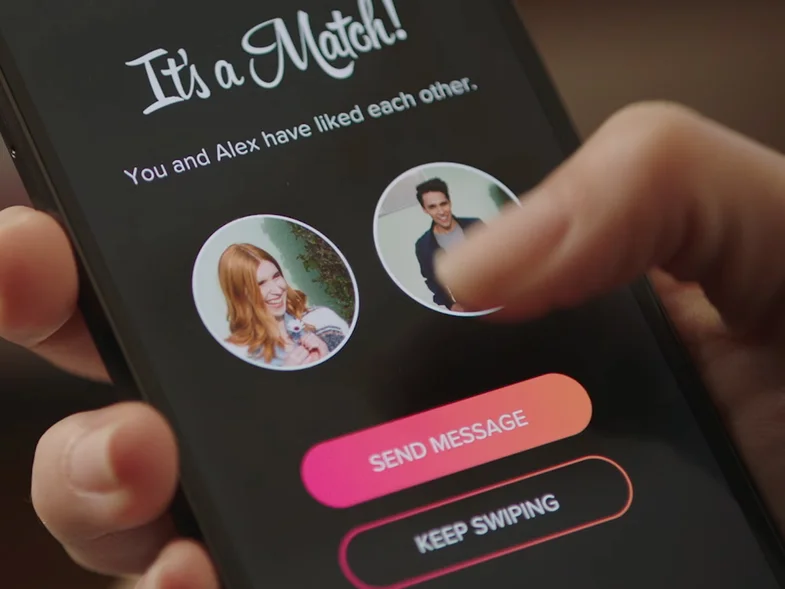 It's a Match!
You and Alex have liked each other.
SEND MESSAGE
KEEP SWIPING